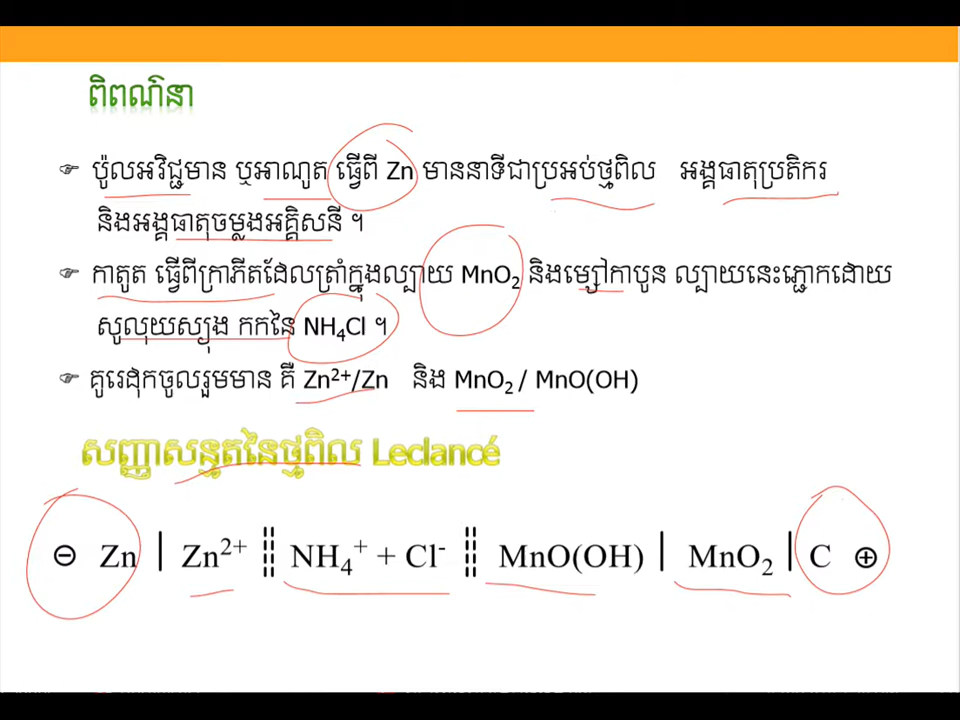 ពិពណ៌នា
☞ ប៉ូលអវិជ្ជមាន ឬអាណូត ធ្វើពី Zn មាននាទីជាប្រអប់ថ្មពិល អង្គធាតុប្រតិករ
និងអង្គធាតុចម្លងអគ្គិសនី ។
☞ កាតូត ធ្វើពីក្រាភីតដែលត្រាំក្នុងល្បាយ MnO₂ និងម្សៅកាបូន ល្បាយនេះភ្ជោកដោយ
សូលុយស្យុង កកនៃ NH₄Cl ។
☞ គូរេដុកចូលរួមមាន គឺ Zn²⁺/Zn និង MnO₂ / MnO(OH)
សញ្ញាសន្មតនៃថ្មពិល Leclancé
⊖ Zn | Zn²⁺ ⁞⁞ NH₄⁺ + Cl⁻ ⁞⁞ MnO(OH) | MnO₂ | C ⊕